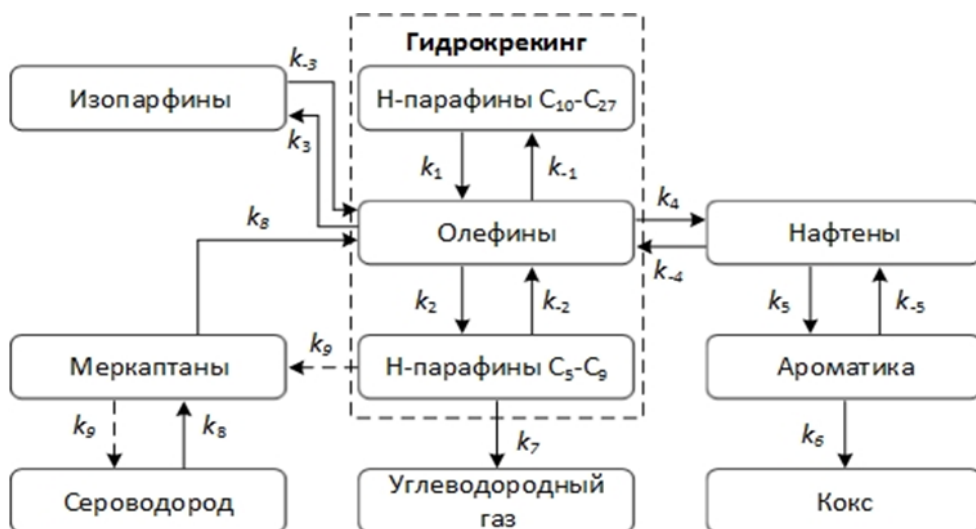 Гидрокрекинг
k-3
Изопарфины
Н-парафины C10-C27
k3
k1
k-1
k8
k4
Олефины
Нафтены
k-4
k2
k-2
k5
k-5
k9
Меркаптаны
Н-парафины C5-C9
Ароматика
k9
k8
k7
k6
Сероводород
Углеводородный
газ
Кокс